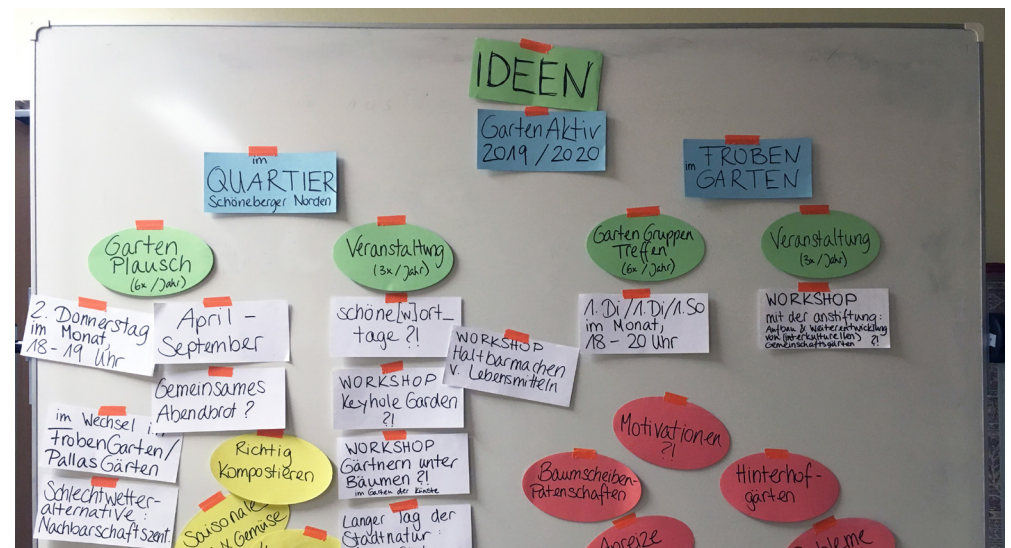 IDEEN
GartenAktiv
2019 / 2020
im
QUARTIER
Schöneberger Norden
im FROBEN
GARTEN
Garten
Plausch
(6x / Jahr)
2. Donnerstag
im Monat,
18 - 19 Uhr
April -
September
Gemeinsames
Abendbrot ?
im Wechsel
frobenGarten/
PallasGärten
Schlechtwetter-
alternative:
Nachbarschaftszent.
Richtig
Kompostieren
Saisonale
Gemüse
Veranstaltung
(3x / Jahr)
schöne[w]ort_
tage ?!
WORKSHOP
Haltbarmachen
v. Lebensmitteln
WORKSHOP
Keyhole Garden
?!
WORKSHOP
Gärtnern unter
Bäumen ?!
im Garten der Künste
Langer Tag der
Stadtnatur:
Garten Gruppen
Treffen
(6x / Jahr)
1. Di /1. Di/1. So
im Monat,
18 - 20 Uhr
Veranstaltung
(3x / Jahr)
WORKSHOP
mit der anstiftung:
Aufbau & Weiterentwicklung
von (interkulturellen)
Gemeinschaftsgärten ?!
Motivationen
?!
Baumscheiben-
Patenschaften
Hinterhof-
gärten
Anreize